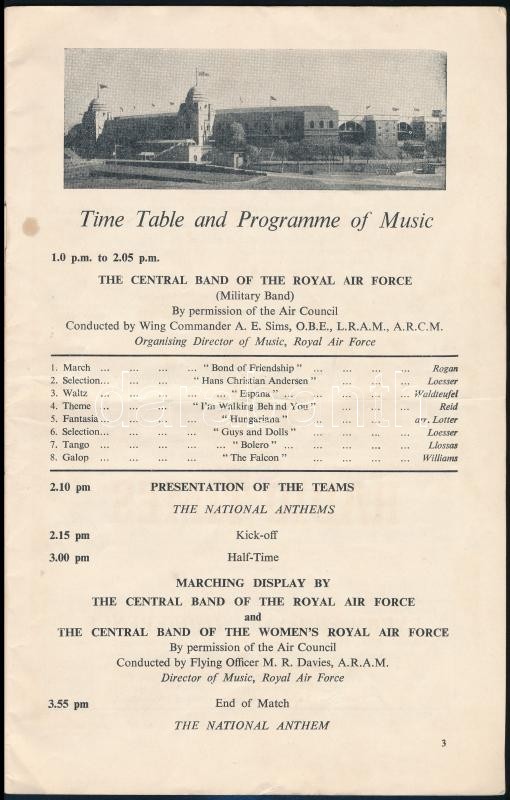 Time Table and Programme of Music
1.0 p.m. to 2.05 p.m.
THE CENTRAL BAND OF THE ROYAL AIR FORCE
(Military Band)
By permission of the Air Council
Conducted by Wing Commander A. E. Sims, O.B.E., L.R.A.M., A.R.C.M.
Organising Director of Music, Royal Air Force
1. March ... ... ... ... "Bond of Friendship" ... ... ... ... Rogan
2. Selection... ... ... ... "Hans Christian Andersen" ... ... ... Loesser
3. Waltz ... ... ... ... "Espana" ... ... ... ... Waldteufel
4. Theme ... ... ... "I'm Walking Behind You" ... ... ... Reid
5. Fantasia... ... ... ... "Hungariana" ... ... ... arr. Lotter
6. Selection... ... ... ... "Guys and Dolls" ... ... ... ... Loesser
7. Tango ... ... ... ... "Bolero" ... ... ... ... Llossas
8. Galop ... ... ... ... "The Falcon" ... ... ... ... Williams
2.10 pm PRESENTATION OF THE TEAMS
THE NATIONAL ANTHEMS
2.15 pm Kick-off
3.00 pm Half-Time
MARCHING DISPLAY BY
THE CENTRAL BAND OF THE ROYAL AIR FORCE
and
THE CENTRAL BAND OF THE WOMEN'S ROYAL AIR FORCE
By permission of the Air Council
Conducted by Flying Officer M. R. Davies, A.R.A.M.
Director of Music, Royal Air Force
3.55 pm End of Match
THE NATIONAL ANTHEM
3